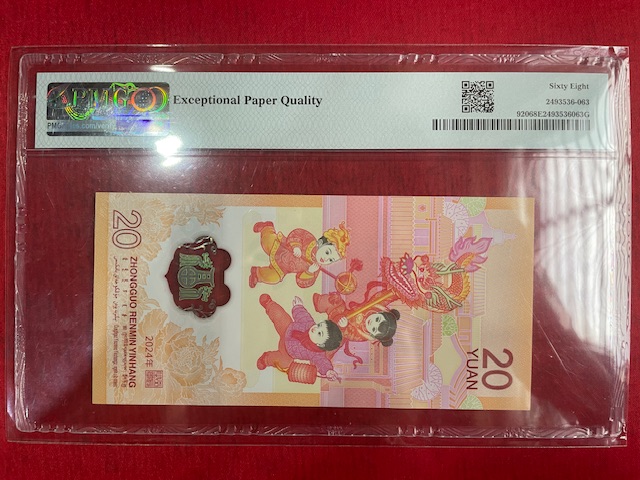 PMG
Exceptional Paper Quality
Sixty Eight
2493536-063
92068E2493536063G
20
ZHONGGUO RENMIN YINHANG
2024年
20
YUAN